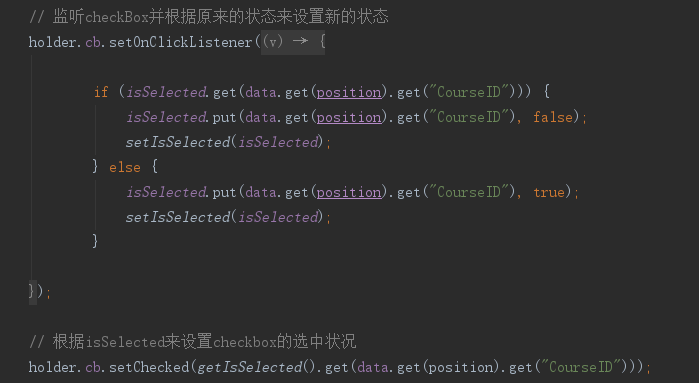 // 监听checkBox并根据原来的状态来设置新的状态
holder.cb.setOnClickListener((v) → {
if (isSelected.get(data.get(position).get("CourseID"))) {
isSelected.put(data.get(position).get("CourseID"), false);
setIsSelected(isSelected);
} else {
isSelected.put(data.get(position).get("CourseID"), true);
setIsSelected(isSelected);
}
});
// 根据isSelected来设置checkbox的选中状况
holder.cb.setChecked(getIsSelected().get(data.get(position).get("CourseID")));